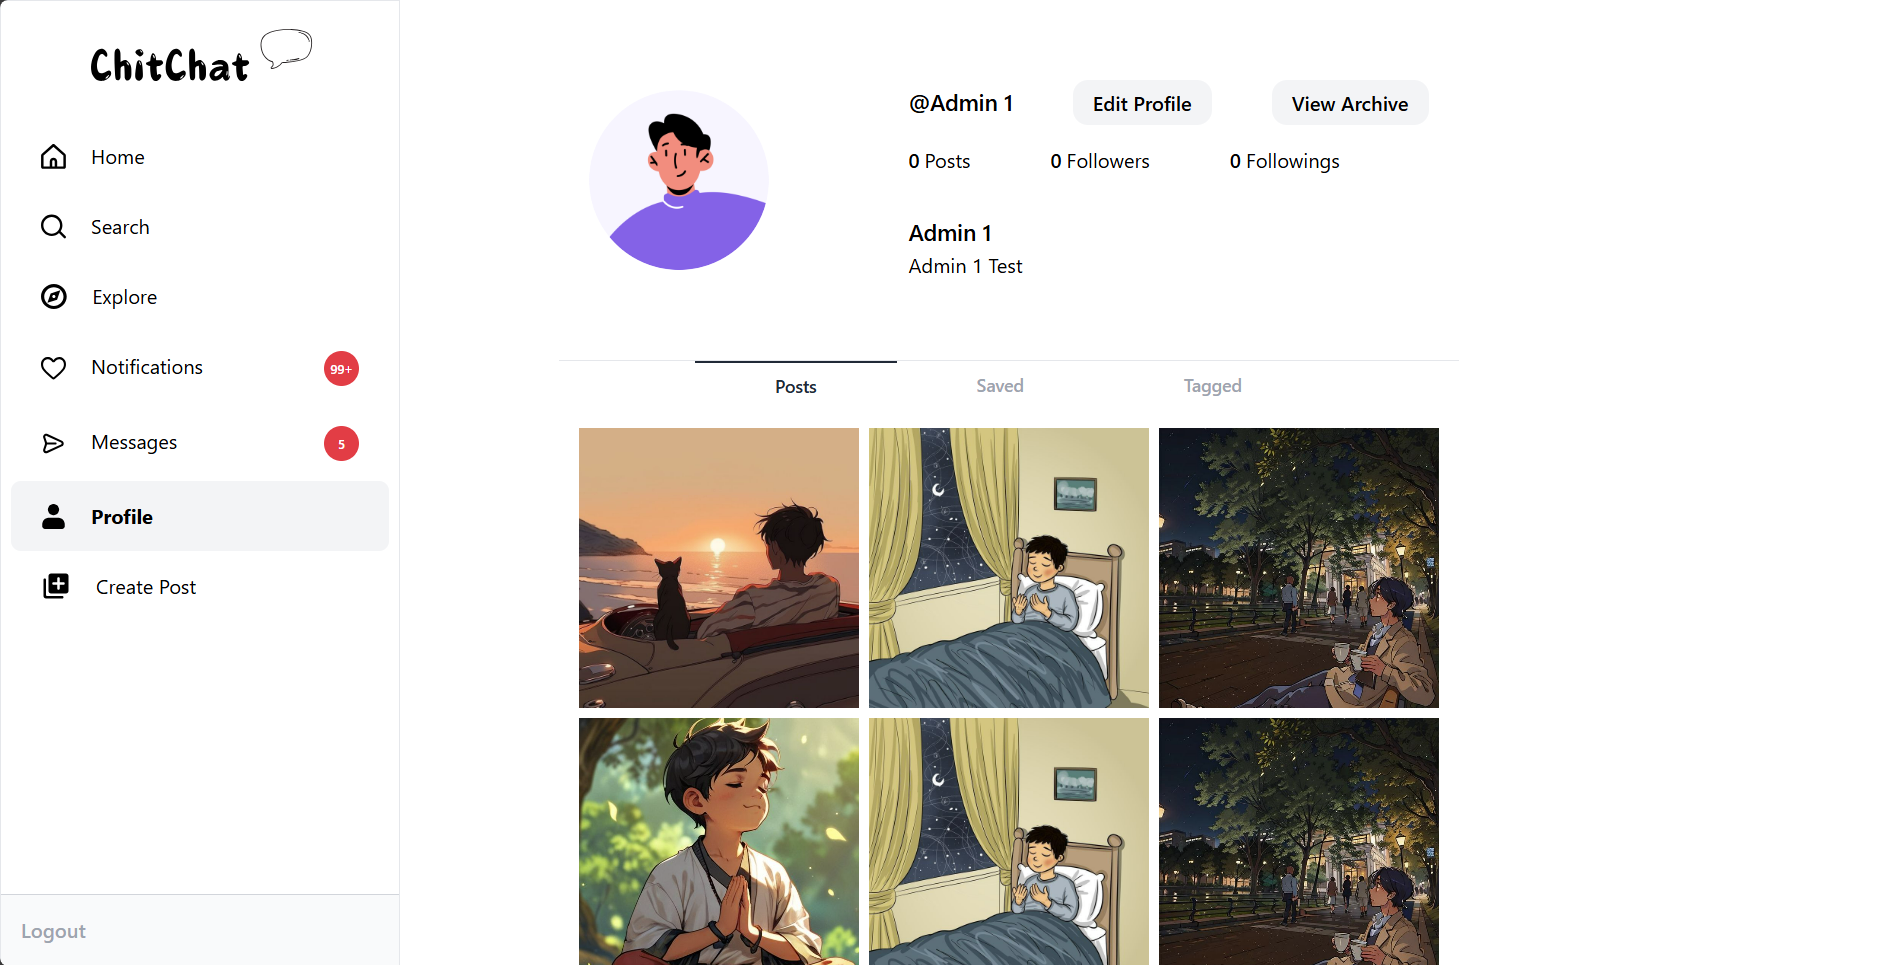 ChitChat
Home
Search
Explore
Notifications 99+
Messages 5
Profile
Create Post
Logout
@Admin 1 Edit Profile View Archive
0 Posts 0 Followers 0 Followings
Admin 1
Admin 1 Test
Posts Saved Tagged